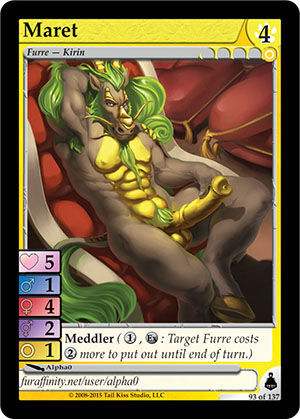 Maret
4
Furre — Kirin
5
1
4
2
1
Meddler ( 1, E : Target Furre costs
2 more to put out until end of turn.)
Alpha0
furaffinity.net/user/alpha0
93 of 137
© 2008-2015 Tail Kiss Studio, LLC